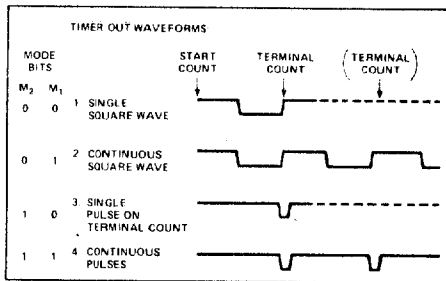 TIMER OUT WAVEFORMS
MODE BITS
START COUNT
TERMINAL COUNT
(TERMINAL COUNT)
M2 M1
0 0 1. SINGLE SQUARE WAVE
0 1 2. CONTINUOUS SQUARE WAVE
1 0 3. SINGLE PULSE ON TERMINAL COUNT
1 1 4. CONTINUOUS PULSES